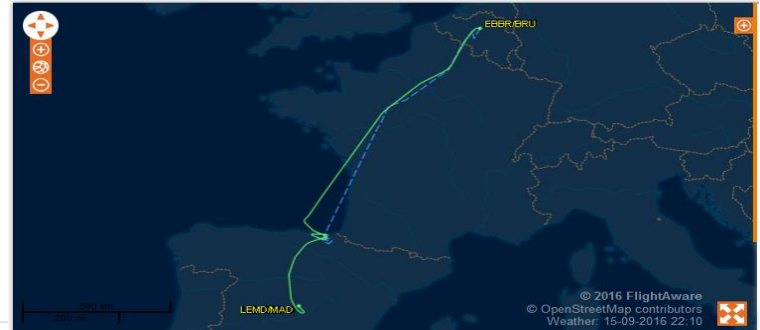 EBBR/BRU
LEMD/MAD
© 2016 FlightAware
© OpenStreetMap contributors
Weather: 15-09-2016 22:10